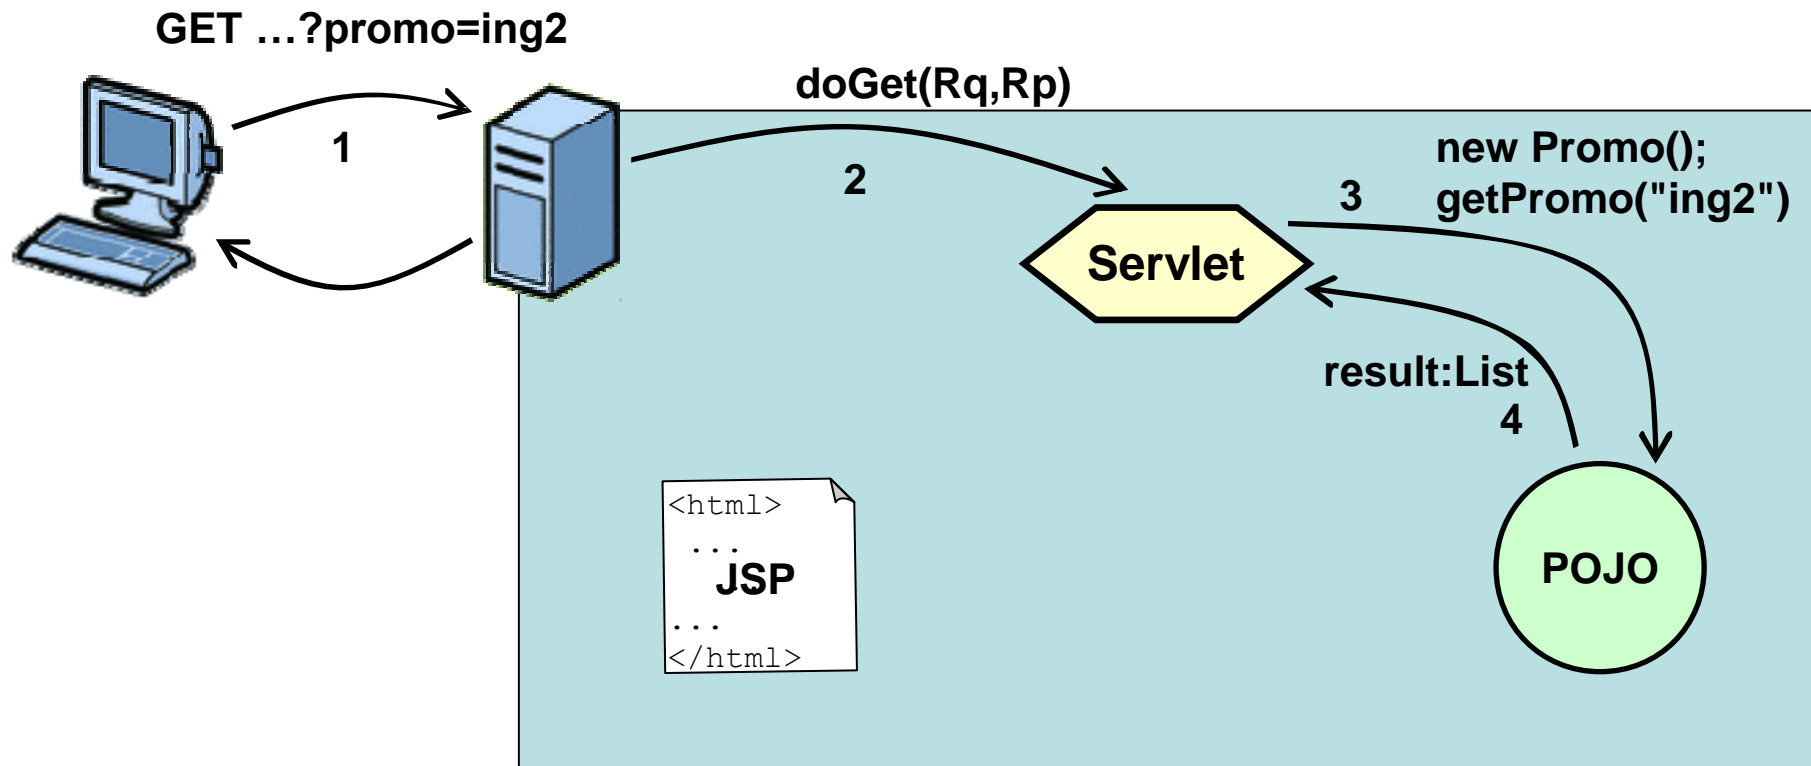 GET …?promo=ing2
doGet(Rq,Rp)
1
2
new Promo();
3
getPromo("ing2")
Servlet
result:List
4
<html>
...
JSP
...
</html>
POJO